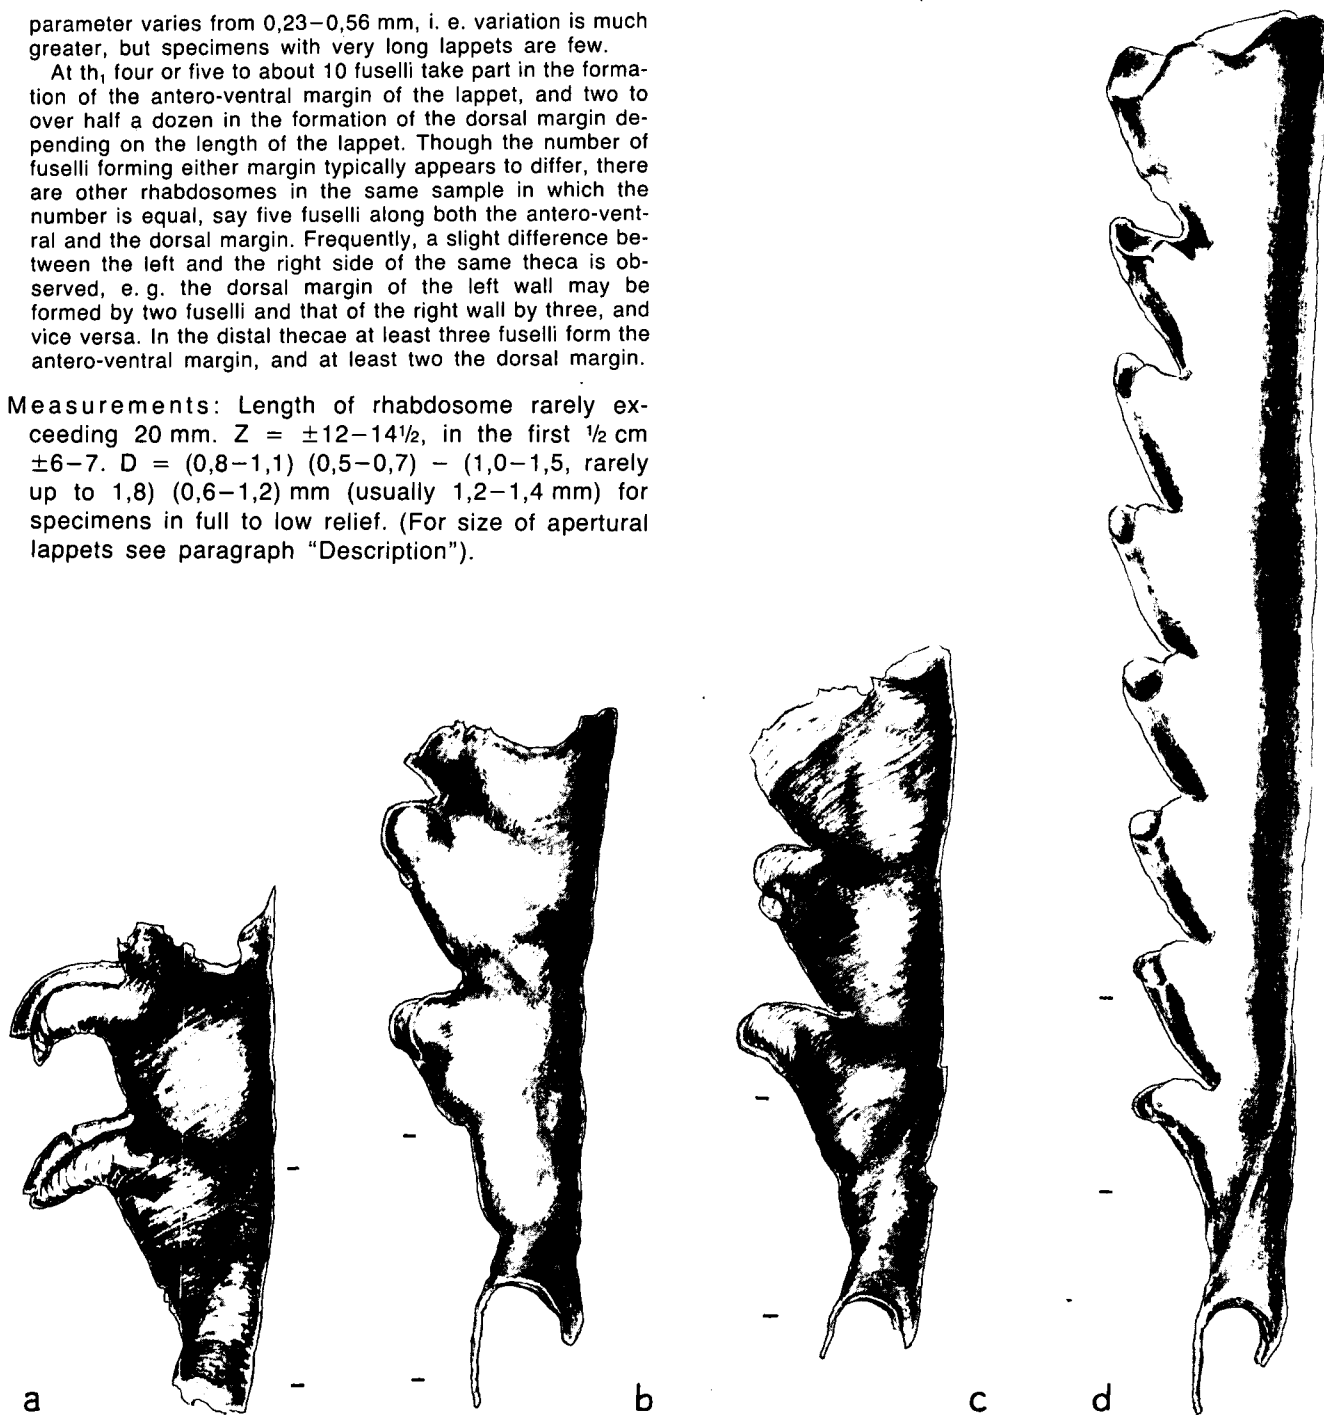 parameter varies from 0,23–0,56 mm, i. e. variation is much
greater, but specimens with very long lappets are few.
At th₁ four or five to about 10 fuselli take part in the forma-
tion of the antero-ventral margin of the lappet, and two to
over half a dozen in the formation of the dorsal margin de-
pending on the length of the lappet. Though the number of
fuselli forming either margin typically appears to differ, there
are other rhabdosomes in the same sample in which the
number is equal, say five fuselli along both the antero-vent-
ral and the dorsal margin. Frequently, a slight difference be-
tween the left and the right side of the same theca is ob-
served, e. g. the dorsal margin of the left wall may be
formed by two fuselli and that of the right wall by three, and
vice versa. In the distal thecae at least three fuselli form the
antero-ventral margin, and at least two the dorsal margin.
Measurements: Length of rhabdosome rarely ex-
ceeding 20 mm. Z = ±12–14½, in the first ½ cm
±6–7. D = (0,8–1,1) (0,5–0,7) – (1,0–1,5, rarely
up to 1,8) (0,6–1,2) mm (usually 1,2–1,4 mm) for
specimens in full to low relief. (For size of apertural
lappets see paragraph “Description”).
a
b
c
d